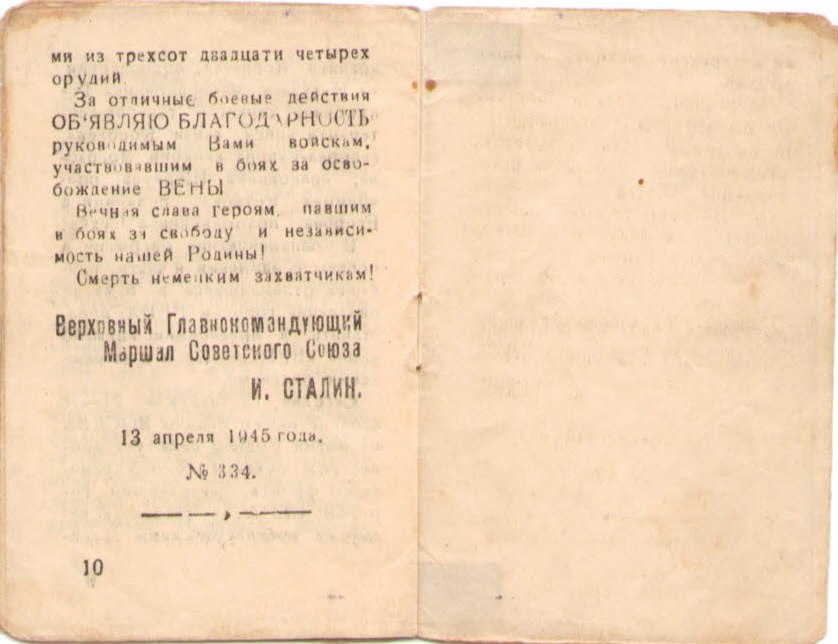 ми из трехсот двадцати четырех
орудий.
За отличные боевые действия
ОБ'ЯВЛЯЮ БЛАГОДАРНОСТЬ
руководимым Вами войскам,
участвовавшим в боях за осво-
бождение ВЕНЫ
Вечная слава героям, павшим
в боях за свободу и независи-
мость нашей Родины!
Смерть немецким захватчикам!
Верховный Главнокомандующий
Маршал Советского Союза
И. СТАЛИН.
13 апреля 1945 года.
№ 334.
10